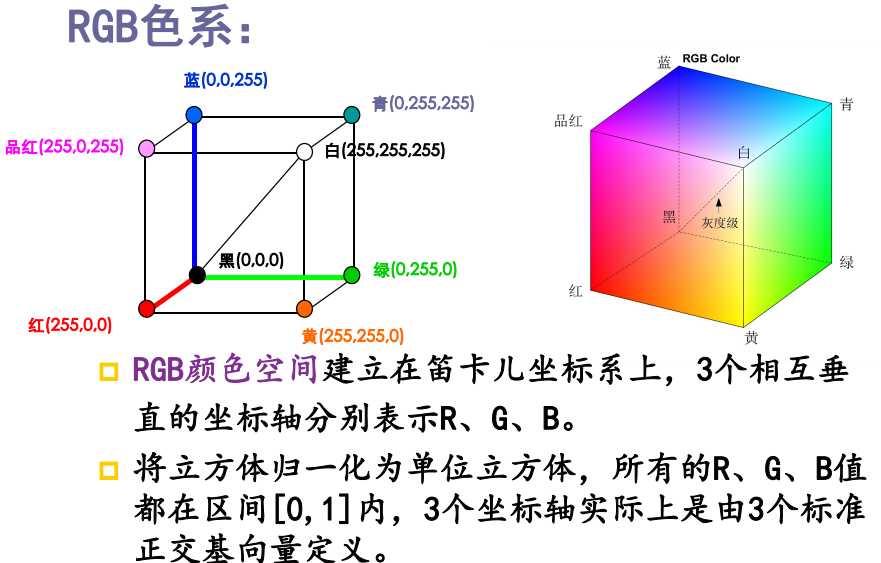 RGB色系：
蓝(0,0,255)
青(0,255,255)
品红(255,0,255)
白(255,255,255)
黑(0,0,0)
绿(0,255,0)
红(255,0,0)
黄(255,255,0)
RGB Color
蓝
青
品红
白
黑
灰度级
绿
红
黄
RGB颜色空间建立在笛卡儿坐标系上，3个相互垂
直的坐标轴分别表示R、G、B。
将立方体归一化为单位立方体，所有的R、G、B值
都在区间[0,1]内，3个坐标轴实际上是由3个标准
正交基向量定义。